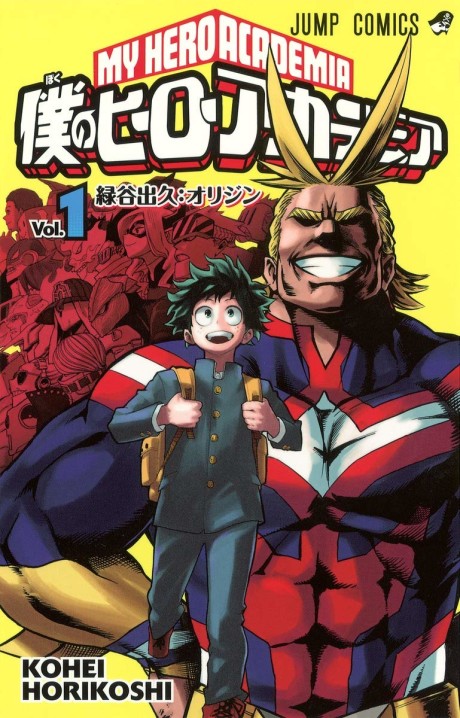 JUMP COMICS
MY HERO ACADEMIA
ぼく
僕のヒーローアカデミア
Vol.1
緑谷出久:オリジン
KOHEI
HORIKOSHI